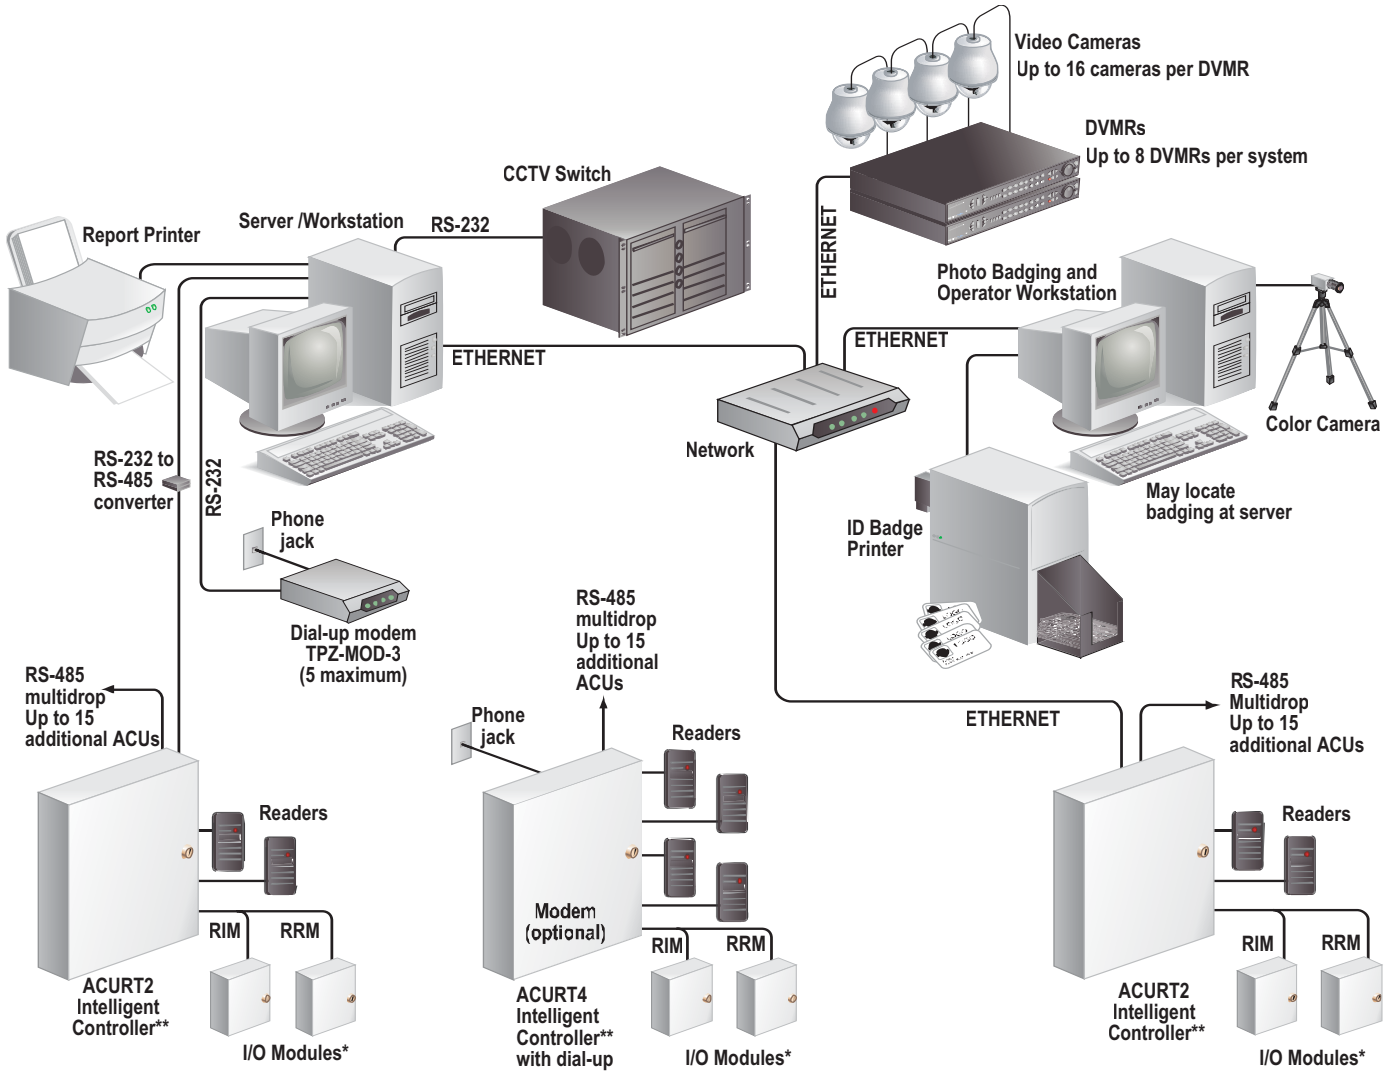 Video Cameras
Up to 16 cameras per DVMR
DVMRs
Up to 8 DVMRs per system
CCTV Switch
Server /Workstation
RS-232
Report Printer
ETHERNET
Photo Badging and
Operator Workstation
ETHERNET
ETHERNET
Color Camera
Network
RS-232 to
RS-485
converter
RS-232
May locate
badging at server
Phone
jack
ID Badge
Printer
Dial-up modem
TPZ-MOD-3
(5 maximum)
RS-485
multidrop
Up to 15
additional
ACUs
RS-485
multidrop
Up to 15
additional ACUs
Phone
jack
Readers
ETHERNET
RS-485
Multidrop
Up to 15
additional ACUs
Readers
Readers
Modem
(optional)
RIM
RRM
RIM
RRM
RIM
RRM
ACURT2
Intelligent
Controller**
I/O Modules*
ACURT4
Intelligent
Controller**
with dial-up
I/O Modules*
ACURT2
Intelligent
Controller**
I/O Modules*